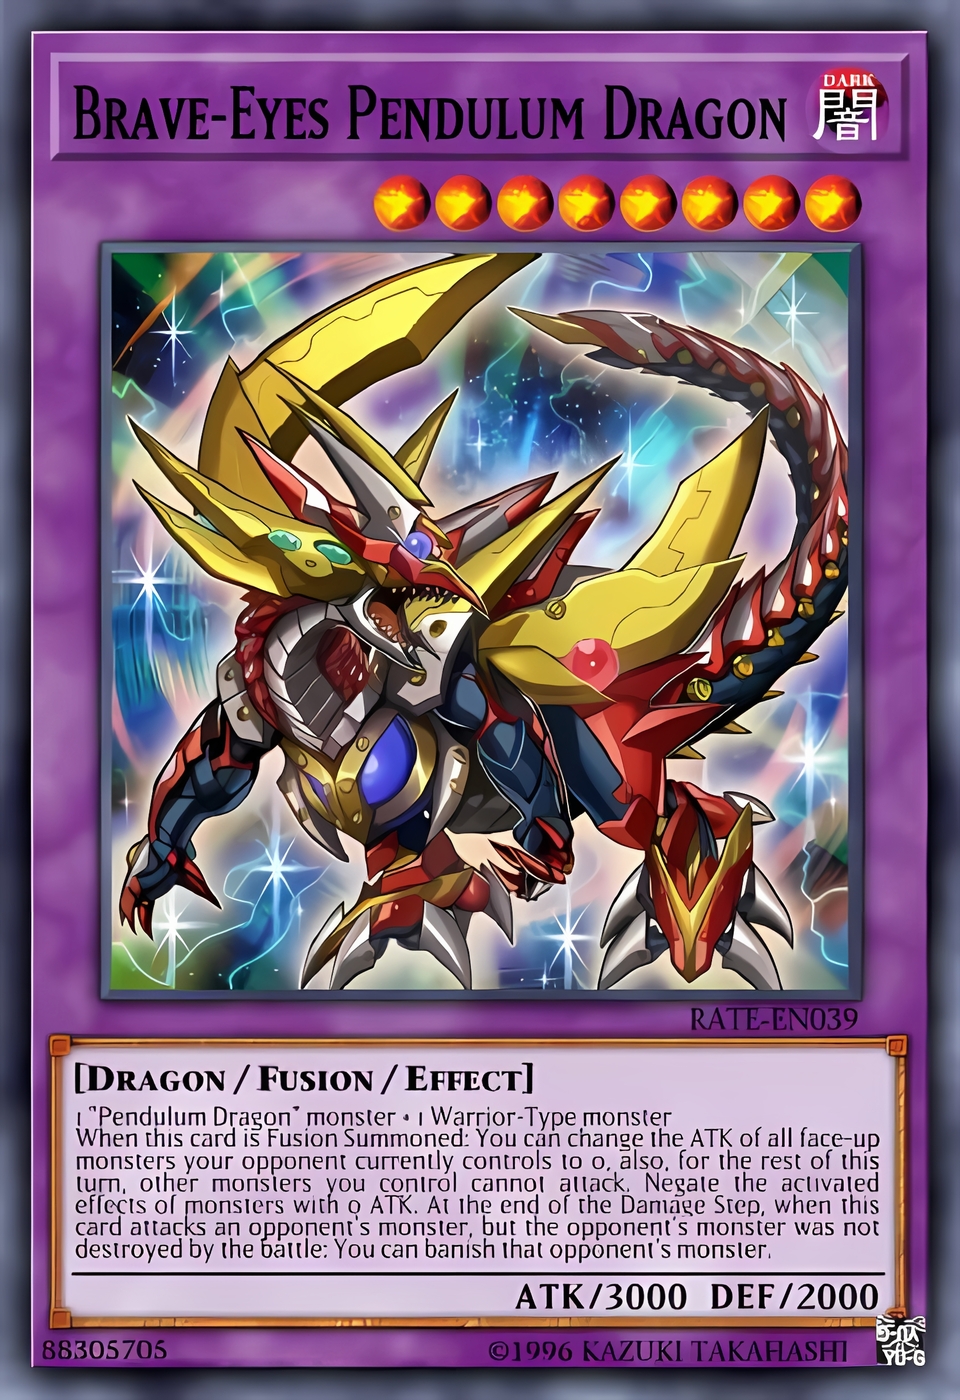 BRAVE-EYES PENDULUM DRAGON
DARK
闇
RATE-EN039
[DRAGON / FUSION / EFFECT]
1 "Pendulum Dragon" monster + 1 Warrior-Type monster
When this card is Fusion Summoned: You can change the ATK of all face-up
monsters your opponent currently controls to 0, also, for the rest of this
turn, other monsters you control cannot attack. Negate the activated
effects of monsters with 0 ATK. At the end of the Damage Step, when this
card attacks an opponent's monster, but the opponent's monster was not
destroyed by the battle: You can banish that opponent's monster.
ATK/3000 DEF/2000
88305705
©1996 KAZUKI TAKAHASHI